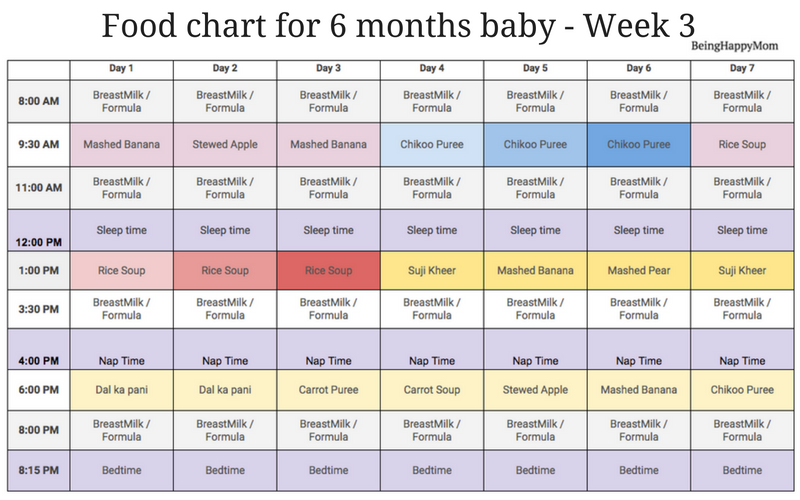 Food chart for 6 months baby - Week 3
BeingHappyMom
Day 1 Day 2 Day 3 Day 4 Day 5 Day 6 Day 7
8:00 AM BreastMilk / Formula BreastMilk / Formula BreastMilk / Formula BreastMilk / Formula BreastMilk / Formula BreastMilk / Formula BreastMilk / Formula
9:30 AM Mashed Banana Stewed Apple Mashed Banana Chikoo Puree Chikoo Puree Chikoo Puree Rice Soup
11:00 AM BreastMilk / Formula BreastMilk / Formula BreastMilk / Formula BreastMilk / Formula BreastMilk / Formula BreastMilk / Formula BreastMilk / Formula
12:00 PM Sleep time Sleep time Sleep time Sleep time Sleep time Sleep time Sleep time
1:00 PM Rice Soup Rice Soup Rice Soup Suji Kheer Mashed Banana Mashed Pear Suji Kheer
3:30 PM BreastMilk / Formula BreastMilk / Formula BreastMilk / Formula BreastMilk / Formula BreastMilk / Formula BreastMilk / Formula BreastMilk / Formula
4:00 PM Nap Time Nap Time Nap Time Nap Time Nap Time Nap Time Nap Time
6:00 PM Dal ka pani Dal ka pani Carrot Puree Carrot Soup Stewed Apple Mashed Banana Chikoo Puree
8:00 PM BreastMilk / Formula BreastMilk / Formula BreastMilk / Formula BreastMilk / Formula BreastMilk / Formula BreastMilk / Formula BreastMilk / Formula
8:15 PM Bedtime Bedtime Bedtime Bedtime Bedtime Bedtime Bedtime